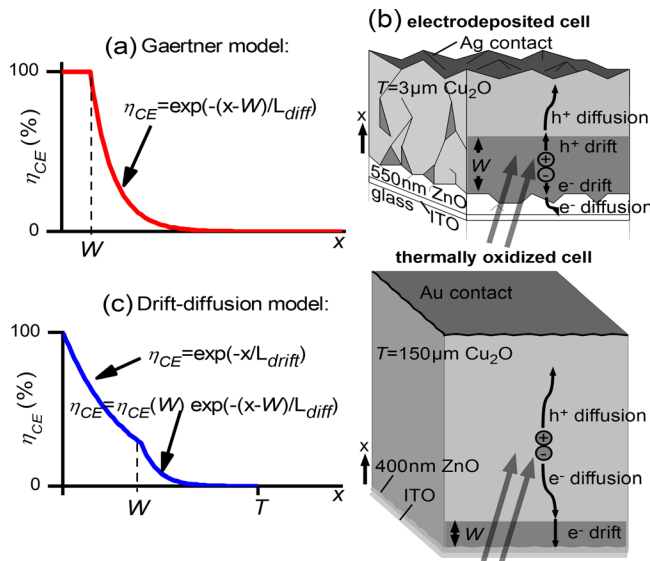 (a) Gaertner model:
100
η_CE=exp(-(x-W)/L_diff)
η_CE (%)
0
W
x
(c) Drift-diffusion model:
100
η_CE=exp(-x/L_drift)
η_CE=η_CE(W) exp(-(x-W)/L_diff)
η_CE (%)
0
W
T
x
(b) electrodeposited cell
Ag contact
T=3μm Cu₂O
x
h⁺ diffusion
W
h⁺ drift
+
-
e⁻ drift
550nm ZnO
e⁻ diffusion
glass
ITO
thermally oxidized cell
Au contact
T=150μm Cu₂O
h⁺ diffusion
+
-
x
e⁻ diffusion
400nm ZnO
ITO
W
e⁻ drift